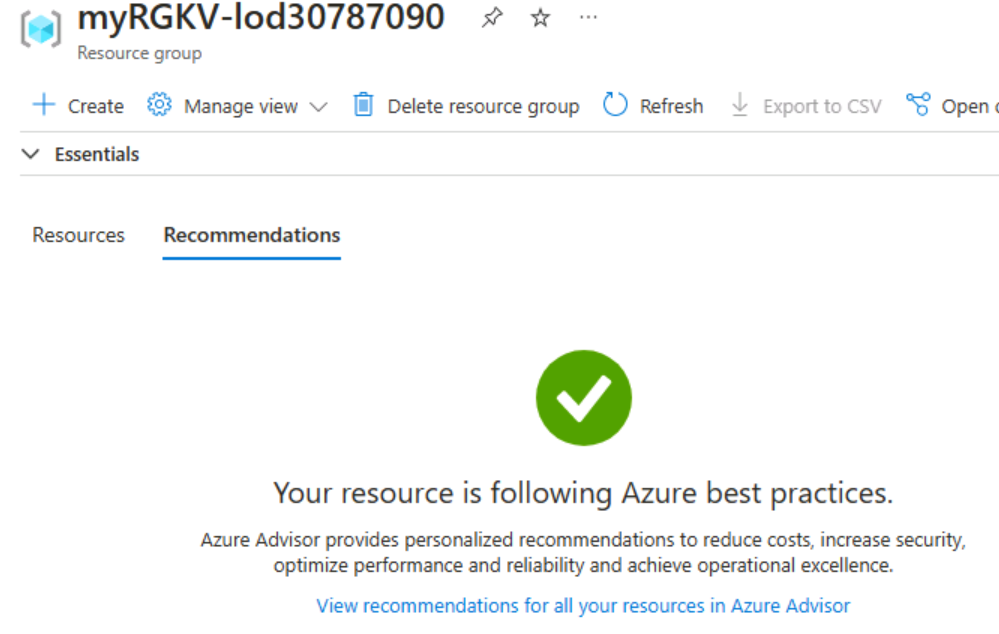 myRGKV-lod30787090
Resource group
Create Manage view Delete resource group Refresh Export to CSV Open
Essentials
Resources Recommendations
Your resource is following Azure best practices.
Azure Advisor provides personalized recommendations to reduce costs, increase security,
optimize performance and reliability and achieve operational excellence.
View recommendations for all your resources in Azure Advisor